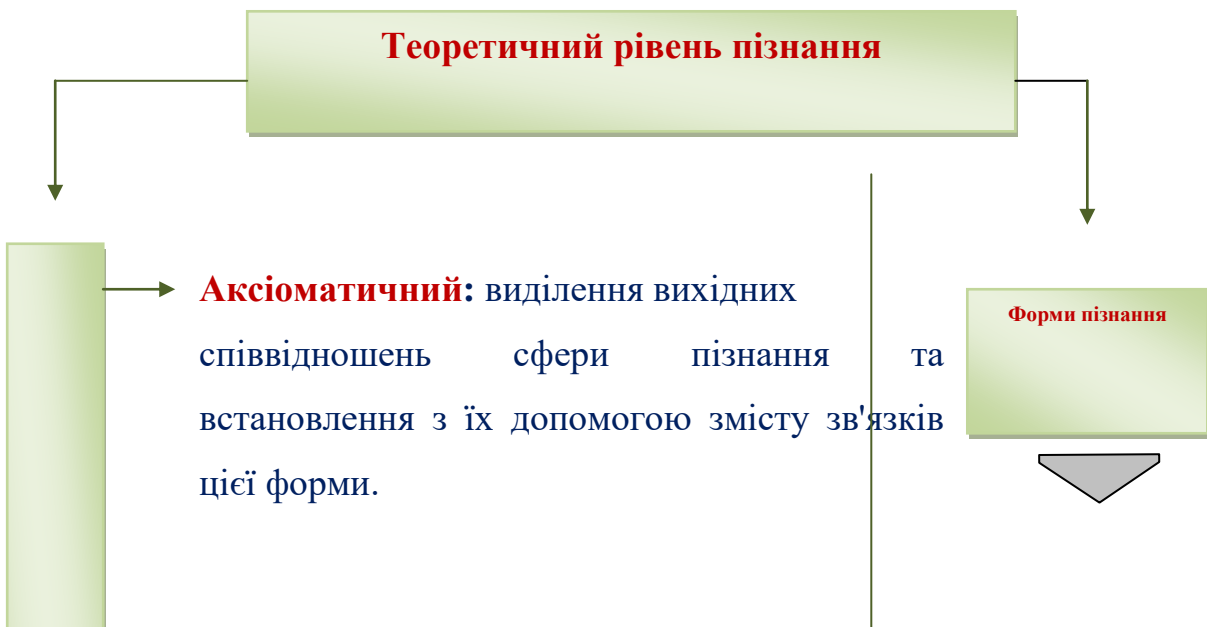 Теоретичний рівень пізнання
Аксіоматичний: виділення вихідних
співвідношень сфери пізнання та
встановлення з їх допомогою змісту зв'язків
цієї форми.
Форми пізнання